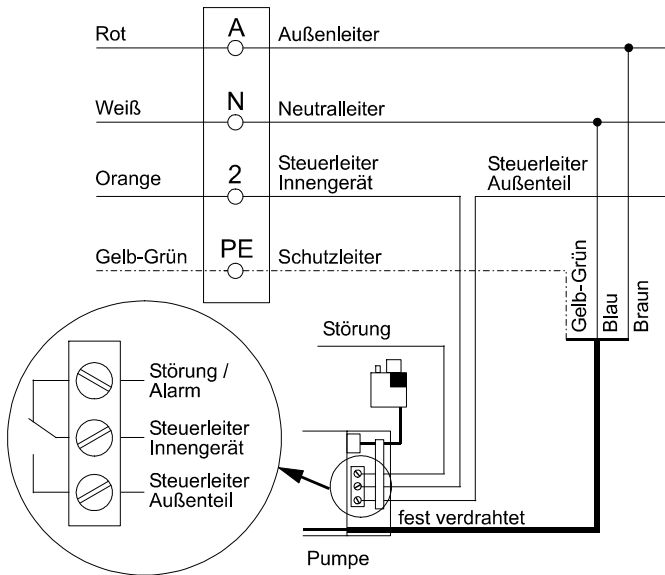 Rot
A
Außenleiter
Weiß
N
Neutralleiter
Orange
2
Steuerleiter
Innengerät
Steuerleiter
Außenteil
Gelb-Grün
PE
Schutzleiter
Gelb-Grün
Blau
Braun
Störung
Störung /
Alarm
Steuerleiter
Innengerät
Steuerleiter
Außenteil
fest verdrahtet
Pumpe